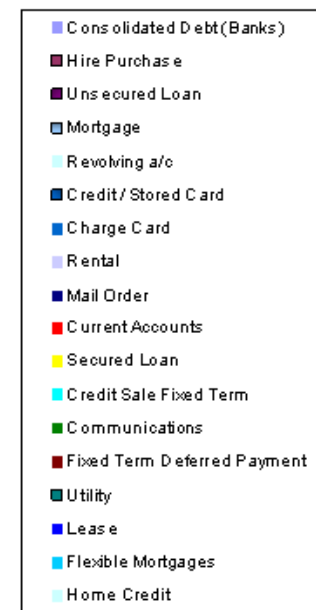 Consolidated Debt (Banks)
Hire Purchase
Unsecured Loan
Mortgage
Revolving a/c
Credit / Stored Card
Charge Card
Rental
Mail Order
Current Accounts
Secured Loan
Credit Sale Fixed Term
Communications
Fixed Term Deferred Payment
Utility
Lease
Flexible Mortgages
Home Credit